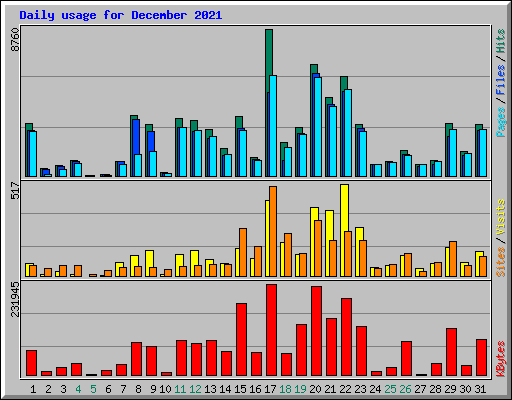 Daily usage for December 2021
8760
Pages / Files / Hits
517
Sites / Visits
231945
KBytes
1 2 3 4 5 6 7 8 9 10 11 12 13 14 15 16 17 18 19 20 21 22 23 24 25 26 27 28 29 30 31